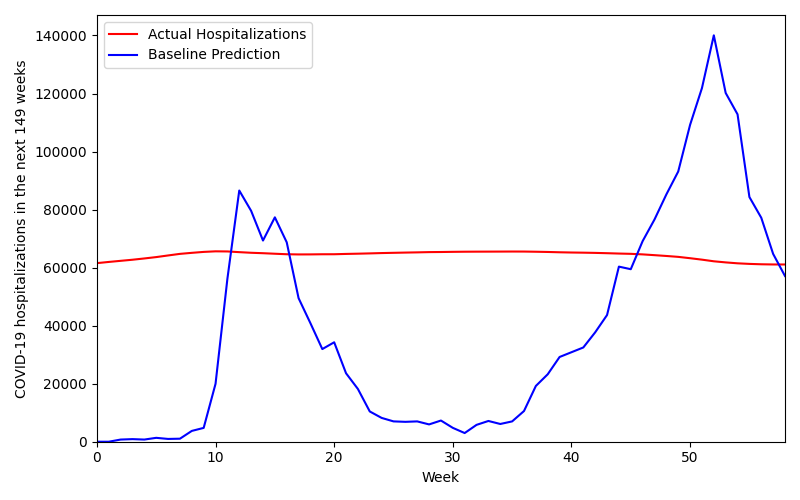 Actual Hospitalizations
Baseline Prediction
COVID-19 hospitalizations in the next 149 weeks
140000
120000
100000
80000
60000
40000
20000
0
0 10 20 30 40 50
Week